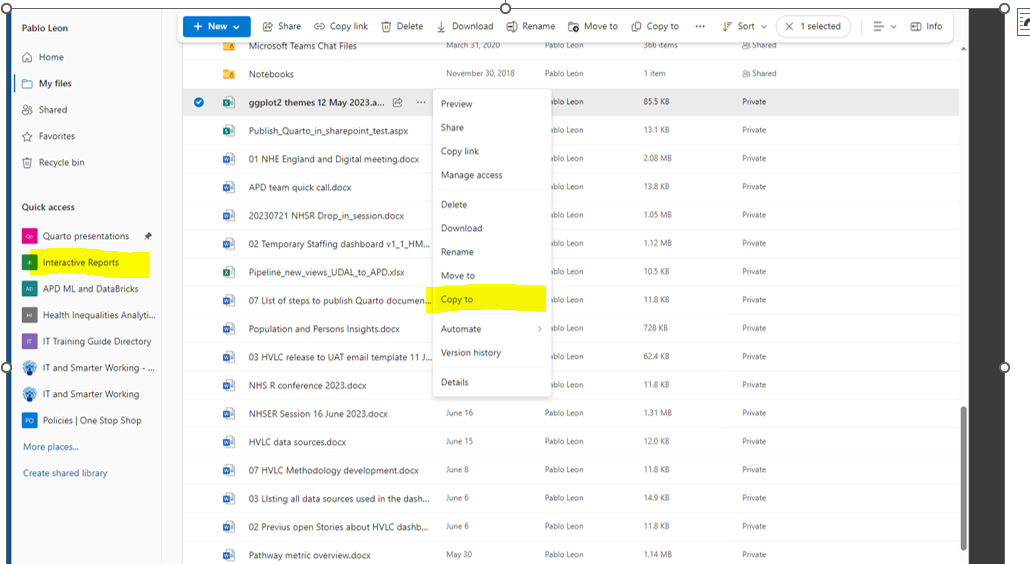 Pablo Leon
Home
My files
Shared
Favorites
Recycle bin
Quick access
Quarto presentations
Interactive Reports
APD ML and DataBricks
Health Inequalities Analyti...
IT Training Guide Directory
IT and Smarter Working - ...
IT and Smarter Working
PO Policies | One Stop Shop
More places...
Create shared library
+ New Share Copy link Delete Download Rename Move to Copy to ... Sort 1 selected Info
Microsoft Teams Chat Files March 31, 2020 Pablo Leon 366 items Shared
Notebooks November 30, 2018 Pablo Leon 1 item Shared
ggplot2 themes 12 May 2023.a... ... Pablo Leon 85.5 KB Private
Publish_Quarto_in_sharepoint_test.aspx ablo Leon 13.1 KB Private
01 NHE England and Digital meeting.docx ablo Leon 2.08 MB Private
APD team quick call.docx ablo Leon 13.8 KB Private
20230721 NHSR Drop_in_session.docx ablo Leon 1.05 MB Private
02 Temporary Staffing dashboard v1_1_HM... ablo Leon 1.12 MB Private
Pipeline_new_views_UDAL_to_APD.xlsx ablo Leon 10.5 KB Private
07 LIst of steps to publish Quarto documen... ablo Leon 11.8 KB Private
Population and Persons Insights.docx ablo Leon 728 KB Private
03 HVLC release to UAT email template 11 J... ablo Leon 62.4 KB Private
NHS R conference 2023.docx ablo Leon 11.8 KB Private
NHSER Session 16 June 2023.docx June 16 Pablo Leon 1.31 MB Private
HVLC data sources.docx June 15 Pablo Leon 12.0 KB Private
07 HVLC Methodology development.docx June 8 Pablo Leon 11.8 KB Private
03 LIsting all data sources used in the dash... June 6 Pablo Leon 14.9 KB Private
02 Previus open Stories about HVLC dashb... June 6 Pablo Leon 11.8 KB Private
Pathway metric overview.docx May 30 Pablo Leon 1.14 MB Private
Preview
Share
Copy link
Manage access
Delete
Download
Rename
Move to
Copy to
Automate
Version history
Details